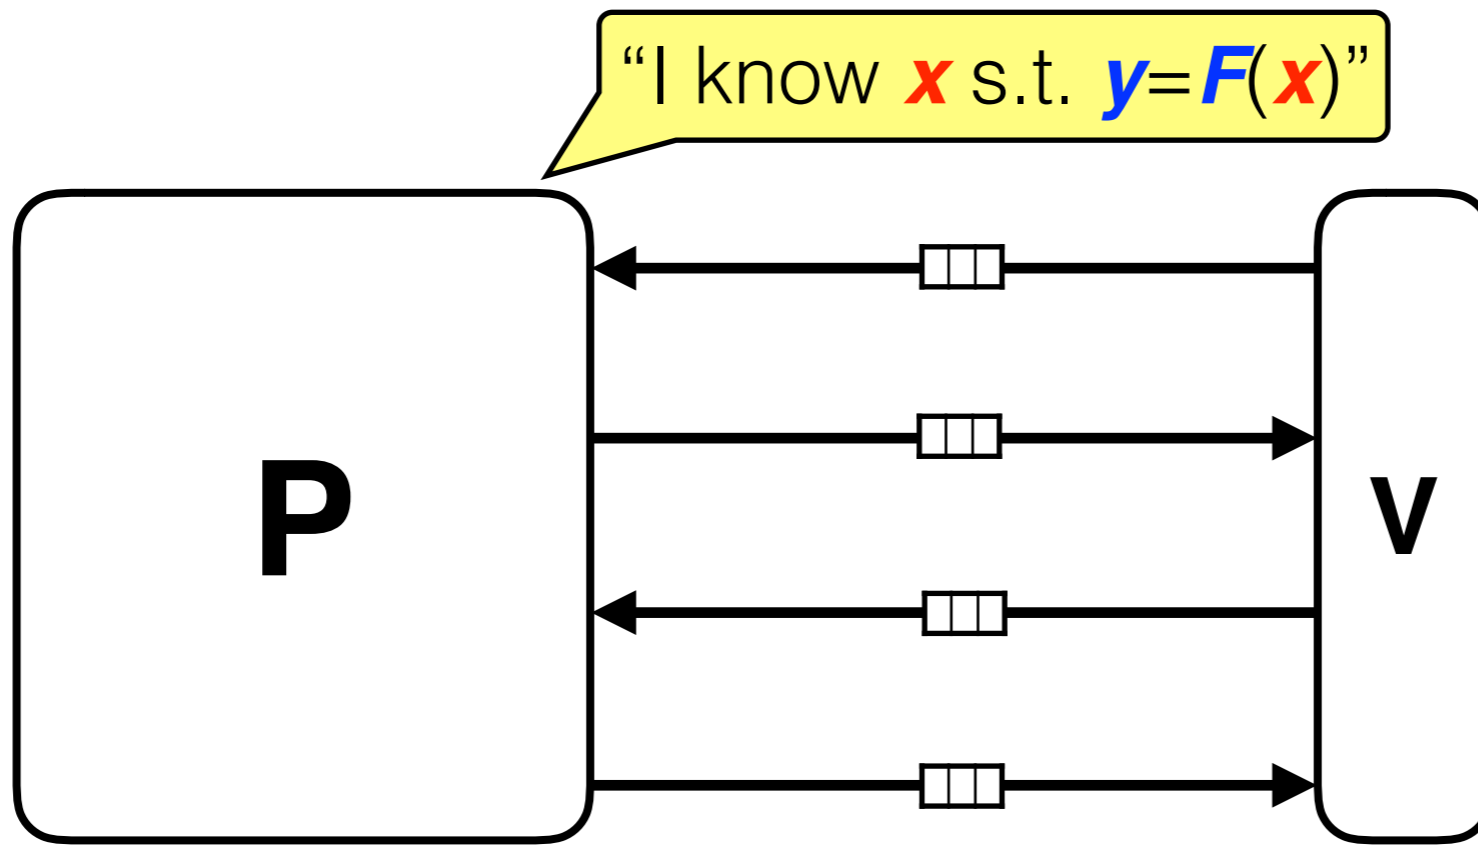 “I know x s.t. y=F(x)”
P
V